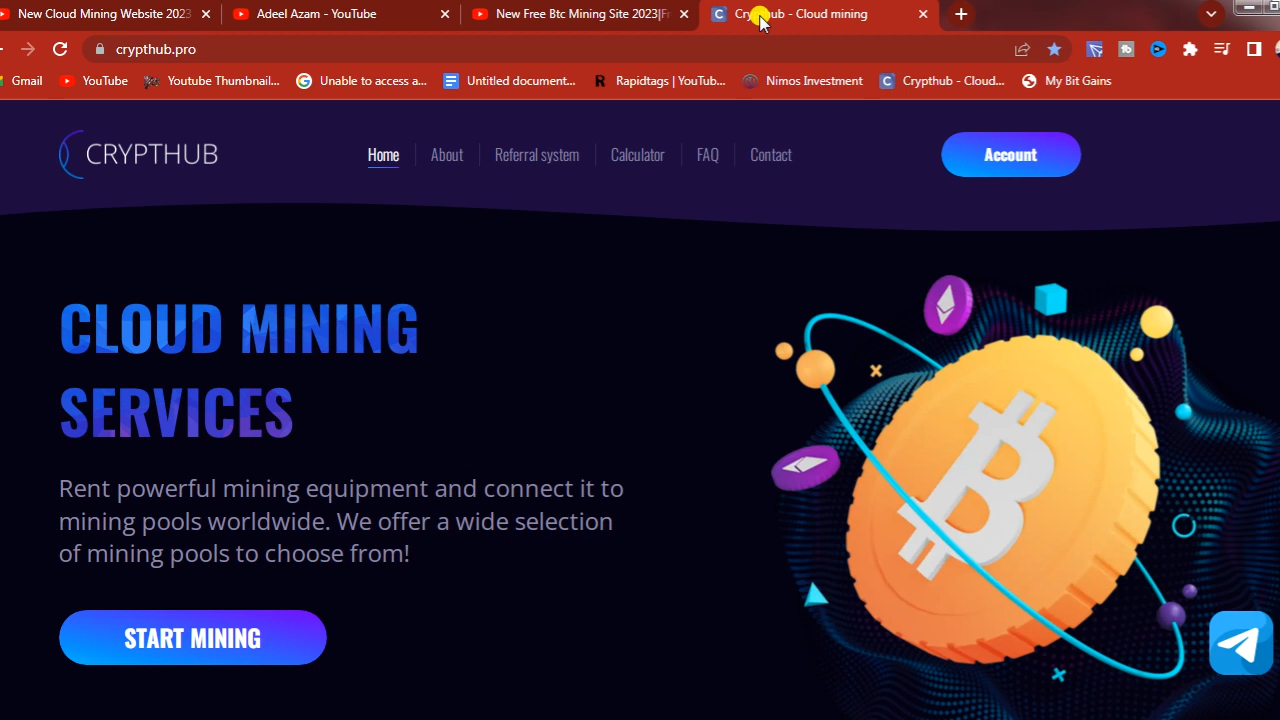 New Cloud Mining Website 2023
Adeel Azam - YouTube
New Free Btc Mining Site 2023|Fr
Crypthub - Cloud mining
crypthub.pro
Gmail
YouTube
Youtube Thumbnail...
Unable to access a...
Untitled document...
Rapidtags | YouTub...
Nimos Investment
Crypthub - Cloud...
My Bit Gains
CRYPTHUB
Home
About
Referral system
Calculator
FAQ
Contact
Account
CLOUD MINING
SERVICES
Rent powerful mining equipment and connect it to
mining pools worldwide. We offer a wide selection
of mining pools to choose from!
START MINING